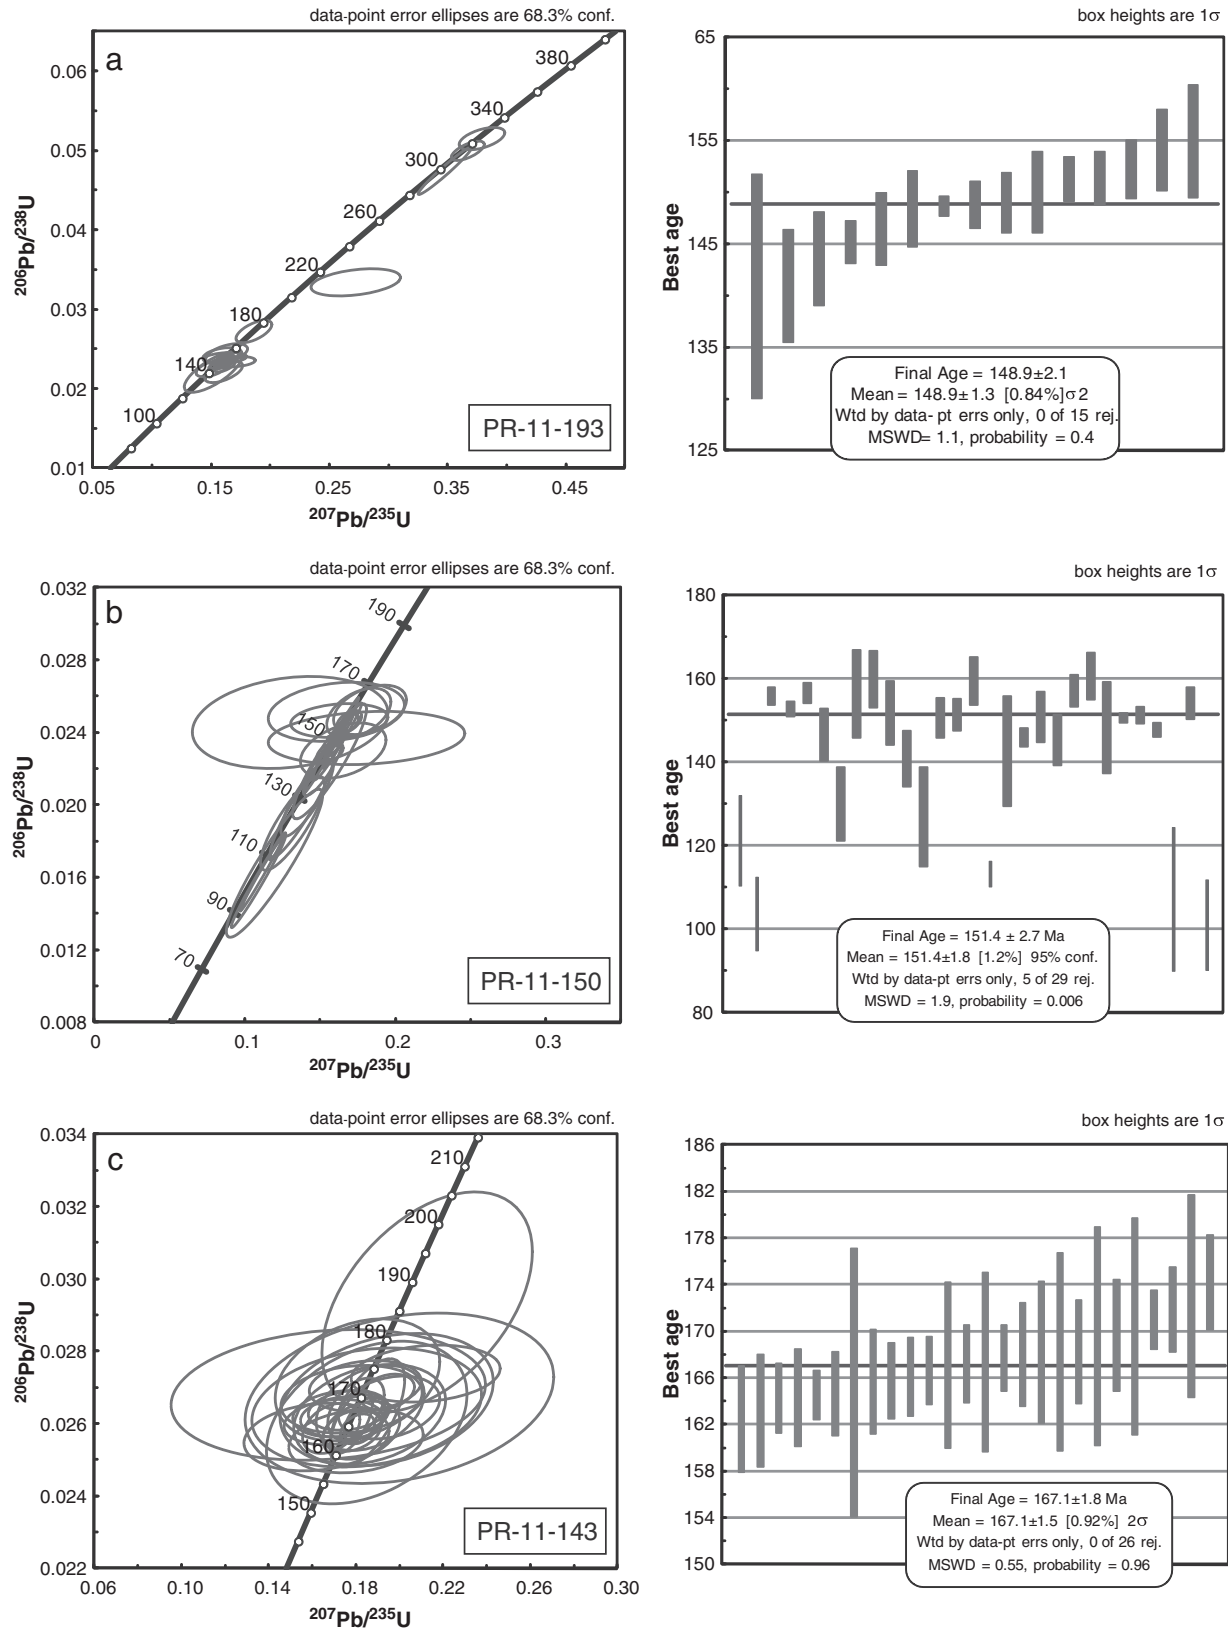 data-point error ellipses are 68.3% conf.
box heights are 1σ
a
0.06
0.05
0.04
0.03
0.02
0.01
206Pb/238U
380
340
300
260
220
180
140
100
PR-11-193
0.05
0.15
0.25
0.35
0.45
207Pb/235U
65
155
145
135
125
Best age
Final Age = 148.9±2.1
Mean = 148.9±1.3 [0.84%]σ2
Wtd by data- pt errs only, 0 of 15 rej.
MSWD= 1.1, probability = 0.4
data-point error ellipses are 68.3% conf.
box heights are 1σ
b
0.032
0.028
0.024
0.020
0.016
0.012
0.008
206Pb/238U
190
170
150
130
110
90
70
PR-11-150
0
0.1
0.2
0.3
207Pb/235U
180
160
140
120
100
80
Best age
Final Age = 151.4 ± 2.7 Ma
Mean = 151.4±1.8 [1.2%] 95% conf.
Wtd by data-pt errs only, 5 of 29 rej.
MSWD = 1.9, probability = 0.006
data-point error ellipses are 68.3% conf.
box heights are 1σ
c
0.034
0.032
0.030
0.028
0.026
0.024
0.022
206Pb/238U
210
200
190
180
170
160
150
PR-11-143
0.06
0.10
0.14
0.18
0.22
0.26
0.30
207Pb/235U
186
182
178
174
170
166
162
158
154
150
Best age
Final Age = 167.1±1.8 Ma
Mean = 167.1±1.5 [0.92%] 2σ
Wtd by data-pt errs only, 0 of 26 rej.
MSWD = 0.55, probability = 0.96